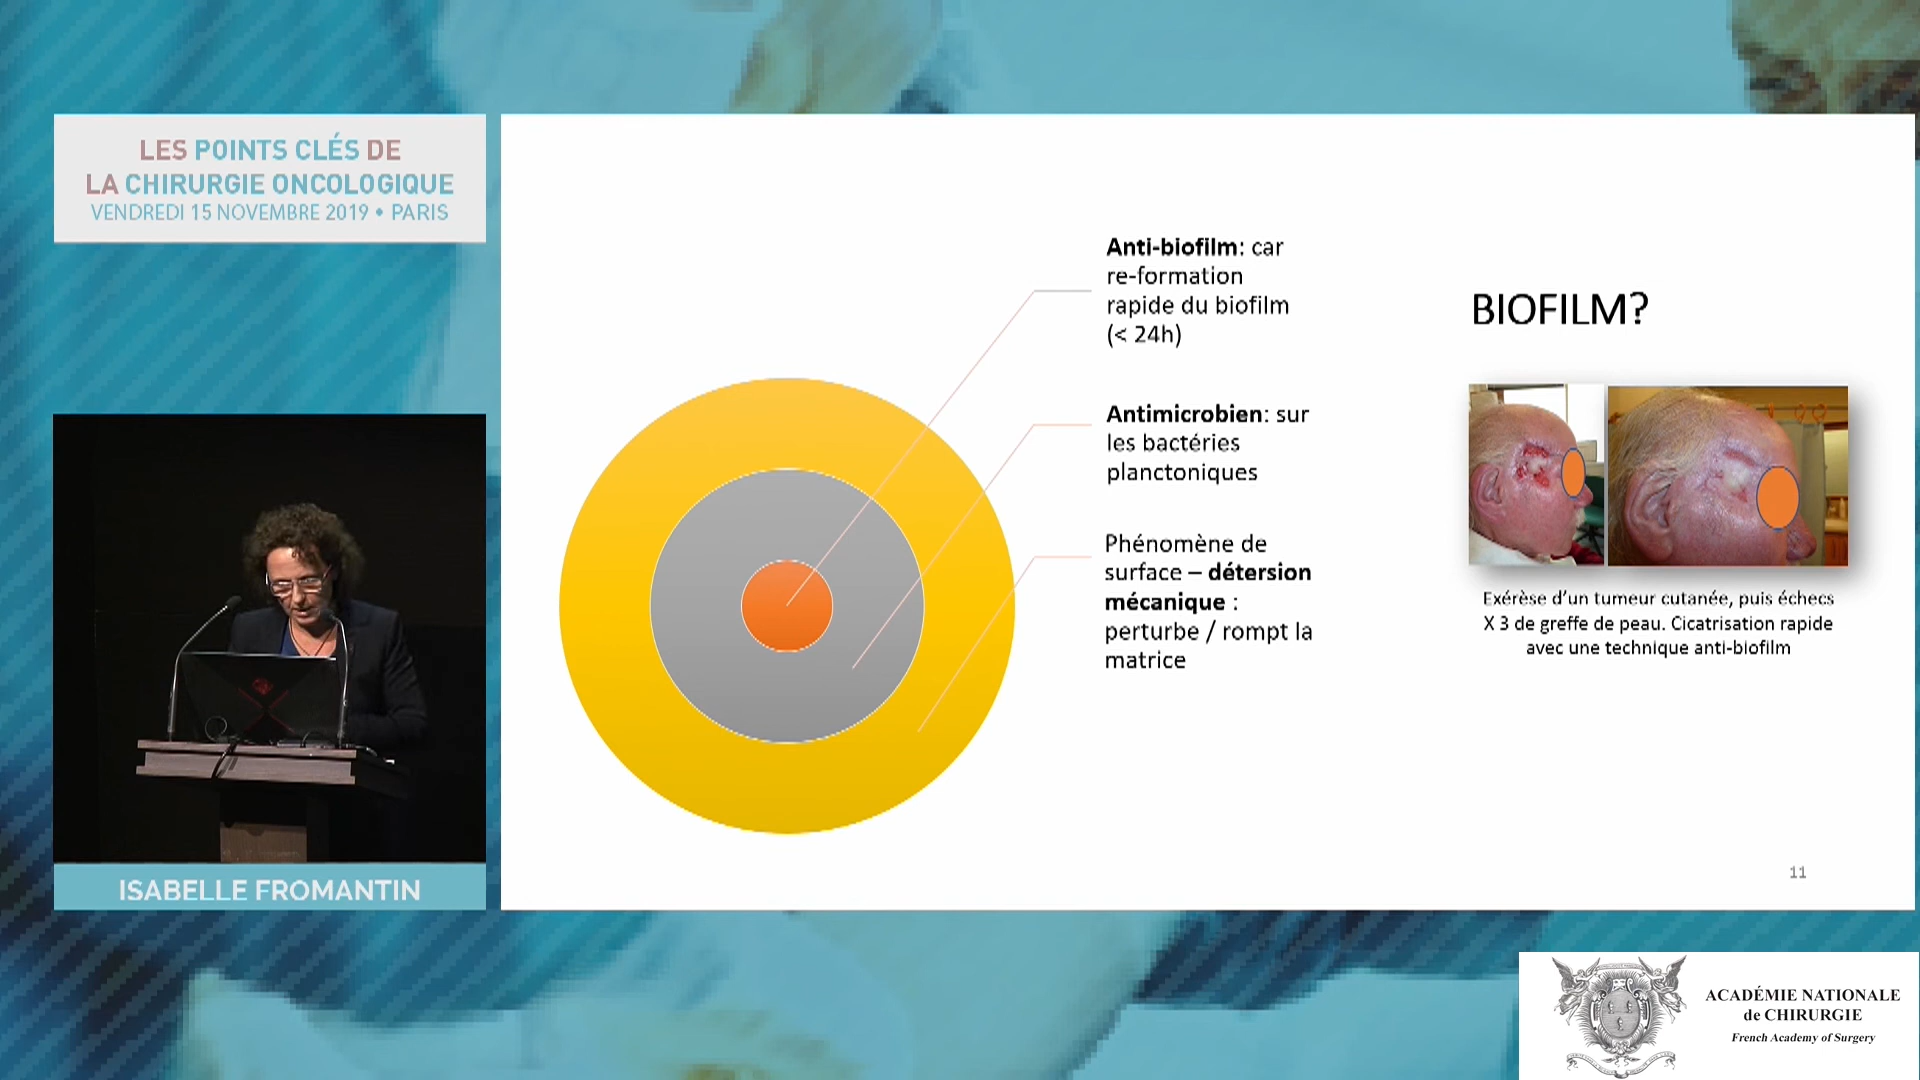 LES POINTS CLÉS DE
LA CHIRURGIE ONCOLOGIQUE
VENDREDI 15 NOVEMBRE 2019 • PARIS
ISABELLE FROMANTIN
Anti-biofilm: car
re-formation
rapide du biofilm
(< 24h)
Antimicrobien: sur
les bactéries
planctoniques
Phénomène de
surface – détersion
mécanique :
perturbe / rompt la
matrice
BIOFILM?
Exérèse d'un tumeur cutanée, puis échecs
X 3 de greffe de peau. Cicatrisation rapide
avec une technique anti-biofilm
11
ACADÉMIE NATIONALE
de CHIRURGIE
French Academy of Surgery